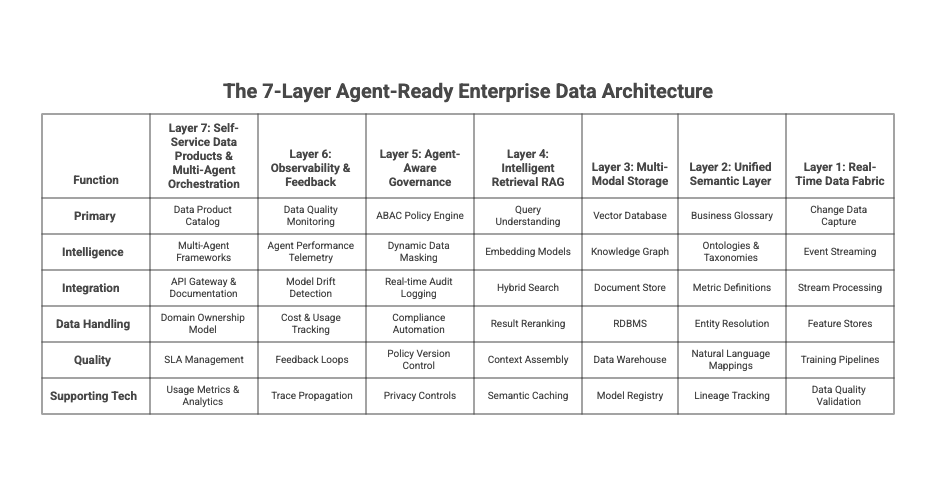 The 7-Layer Agent-Ready Enterprise Data Architecture
Function
Layer 7: Self-
Service Data
Products &
Multi-Agent
Orchestration
Layer 6:
Observability &
Feedback
Layer 5: Agent-
Aware
Governance
Layer 4:
Intelligent
Retrieval RAG
Layer 3: Multi-
Modal Storage
Layer 2: Unified
Semantic Layer
Layer 1: Real-
Time Data Fabric
Primary
Data Product
Catalog
Data Quality
Monitoring
ABAC Policy Engine
Query
Understanding
Vector Database
Business Glossary
Change Data
Capture
Intelligence
Multi-Agent
Frameworks
Agent Performance
Telemetry
Dynamic Data
Masking
Embedding Models
Knowledge Graph
Ontologies &
Taxonomies
Event Streaming
Integration
API Gateway &
Documentation
Model Drift
Detection
Real-time Audit
Logging
Hybrid Search
Document Store
Metric Definitions
Stream Processing
Data Handling
Domain Ownership
Model
Cost & Usage
Tracking
Compliance
Automation
Result Reranking
RDBMS
Entity Resolution
Feature Stores
Quality
SLA Management
Feedback Loops
Policy Version
Control
Context Assembly
Data Warehouse
Natural Language
Mappings
Training Pipelines
Supporting Tech
Usage Metrics &
Analytics
Trace Propagation
Privacy Controls
Semantic Caching
Model Registry
Lineage Tracking
Data Quality
Validation